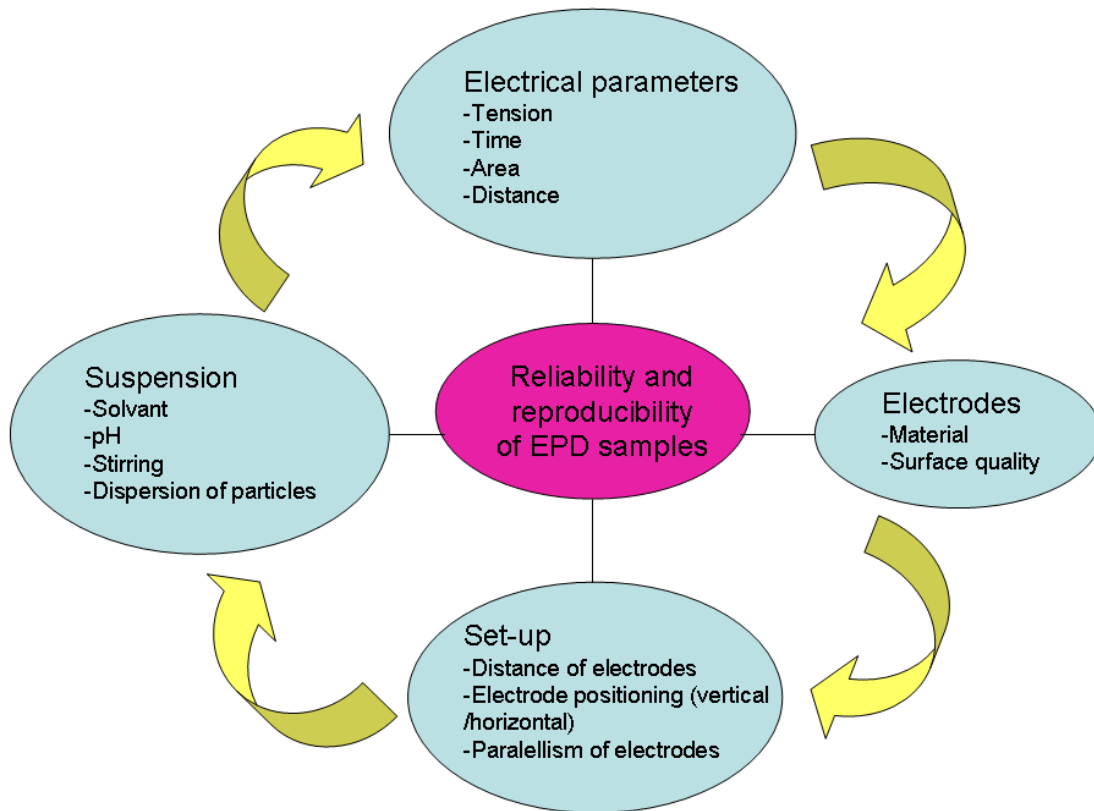 Electrical parameters
-Tension
-Time
-Area
-Distance
Suspension
-Solvant
-pH
-Stirring
-Dispersion of particles
Reliability and
reproducibility
of EPD samples
Electrodes
-Material
-Surface quality
Set-up
-Distance of electrodes
-Electrode positioning (vertical
/horizontal)
-Paralellism of electrodes